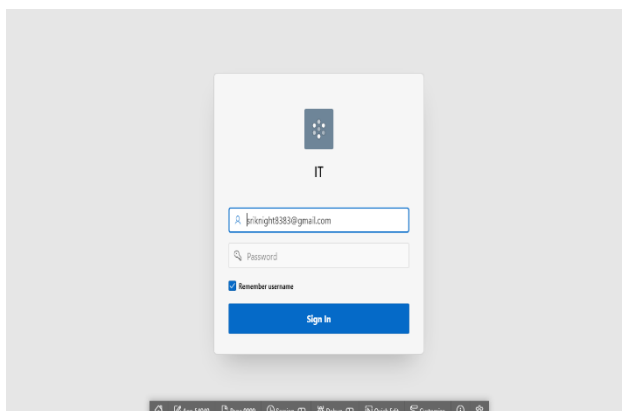 IT
sriknight8383@gmail.com
Password
Remember username
Sign In